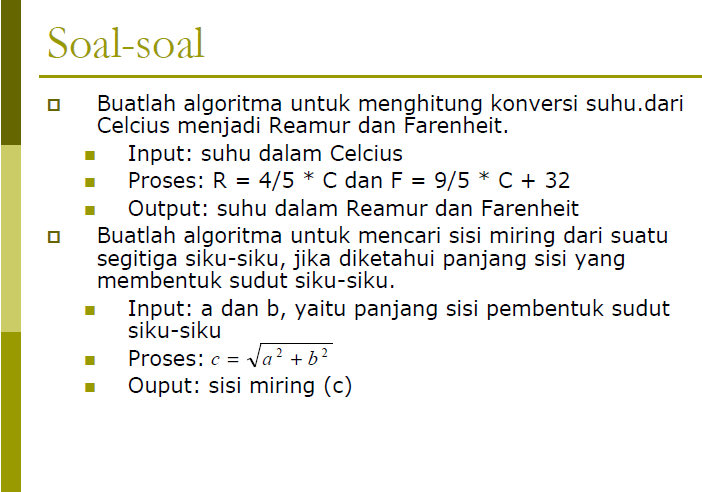 Soal-soal
Buatlah algoritma untuk menghitung konversi suhu.dari
Celcius menjadi Reamur dan Farenheit.
Input: suhu dalam Celcius
Proses: R = 4/5 * C dan F = 9/5 * C + 32
Output: suhu dalam Reamur dan Farenheit
Buatlah algoritma untuk mencari sisi miring dari suatu
segitiga siku-siku, jika diketahui panjang sisi yang
membentuk sudut siku-siku.
Input: a dan b, yaitu panjang sisi pembentuk sudut
siku-siku
Proses: c = √a² + b²
Ouput: sisi miring (c)